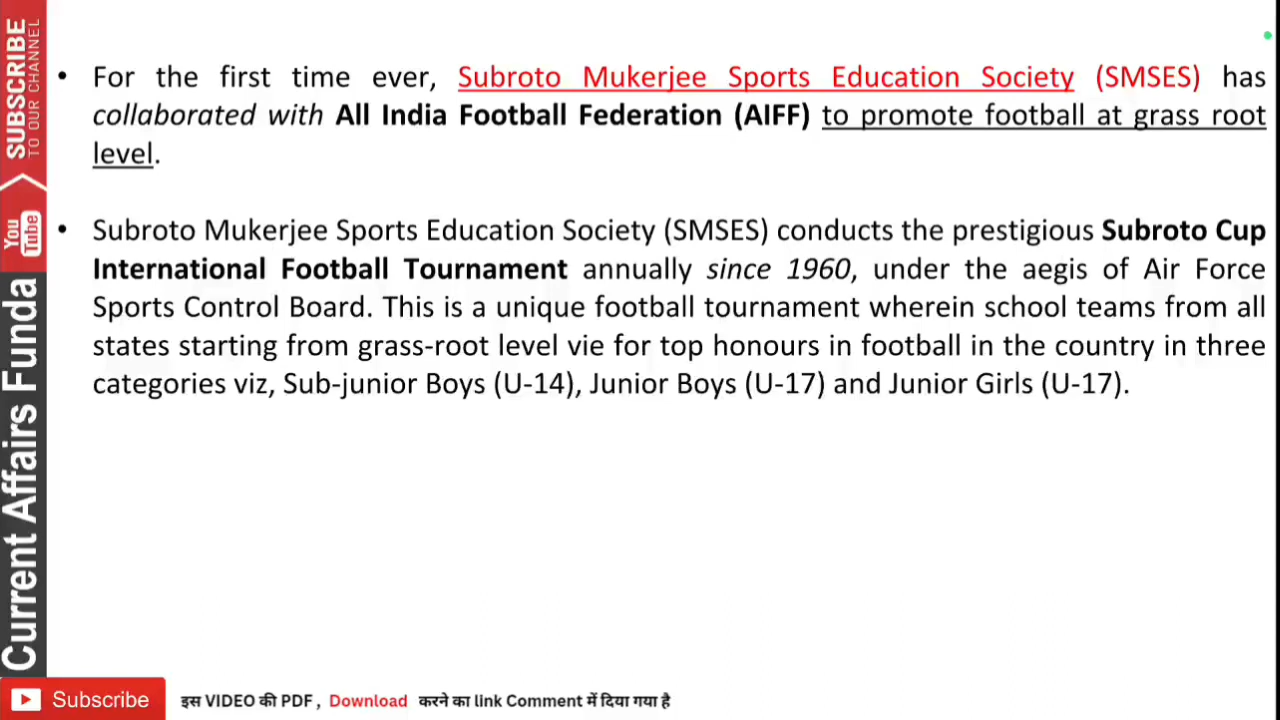 For the first time ever, Subroto Mukerjee Sports Education Society (SMSES) has
collaborated with All India Football Federation (AIFF) to promote football at grass root
level.
Subroto Mukerjee Sports Education Society (SMSES) conducts the prestigious Subroto Cup
International Football Tournament annually since 1960, under the aegis of Air Force
Sports Control Board. This is a unique football tournament wherein school teams from all
states starting from grass-root level vie for top honours in football in the country in three
categories viz, Sub-junior Boys (U-14), Junior Boys (U-17) and Junior Girls (U-17).
SUBSCRIBE
TO OUR CHANNEL
You
Tube
Current Affairs Funda
Subscribe
इस VIDEO की PDF , Download करने का link Comment में दिया गया है